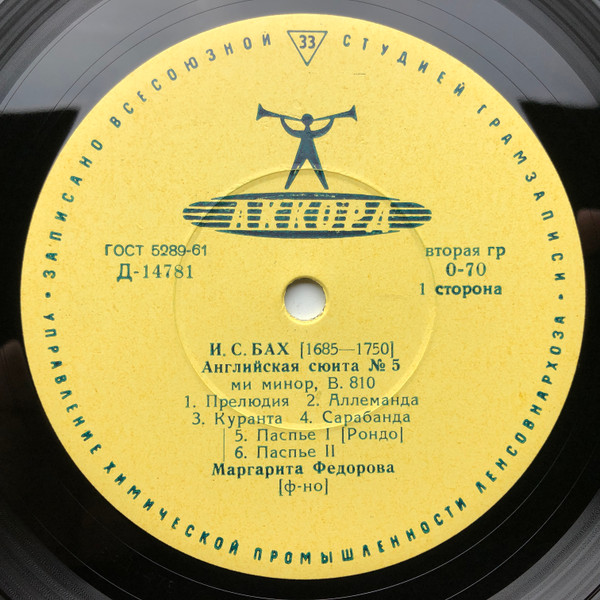 ЗАПИСАНО ВСЕСОЮЗНОЙ СТУДИЕЙ ГРАМЗАПИСИ •
33
АККОРД
ГОСТ 5289-61
Д-14781
вторая гр
0-70
1 сторона
И. С. БАХ [1685—1750]
Английская сюита № 5
ми минор, В. 810
1. Прелюдия 2. Аллеманда
3. Куранта 4. Сарабанда
5. Паспье I [Рондо]
6. Паспье II
Маргарита Федорова
[ф-но]
УПРАВЛЕНИЕ ХИМИЧЕСКОЙ ПРОМЫШЛЕННОСТИ ЛЕНСОВНАРХОЗА •